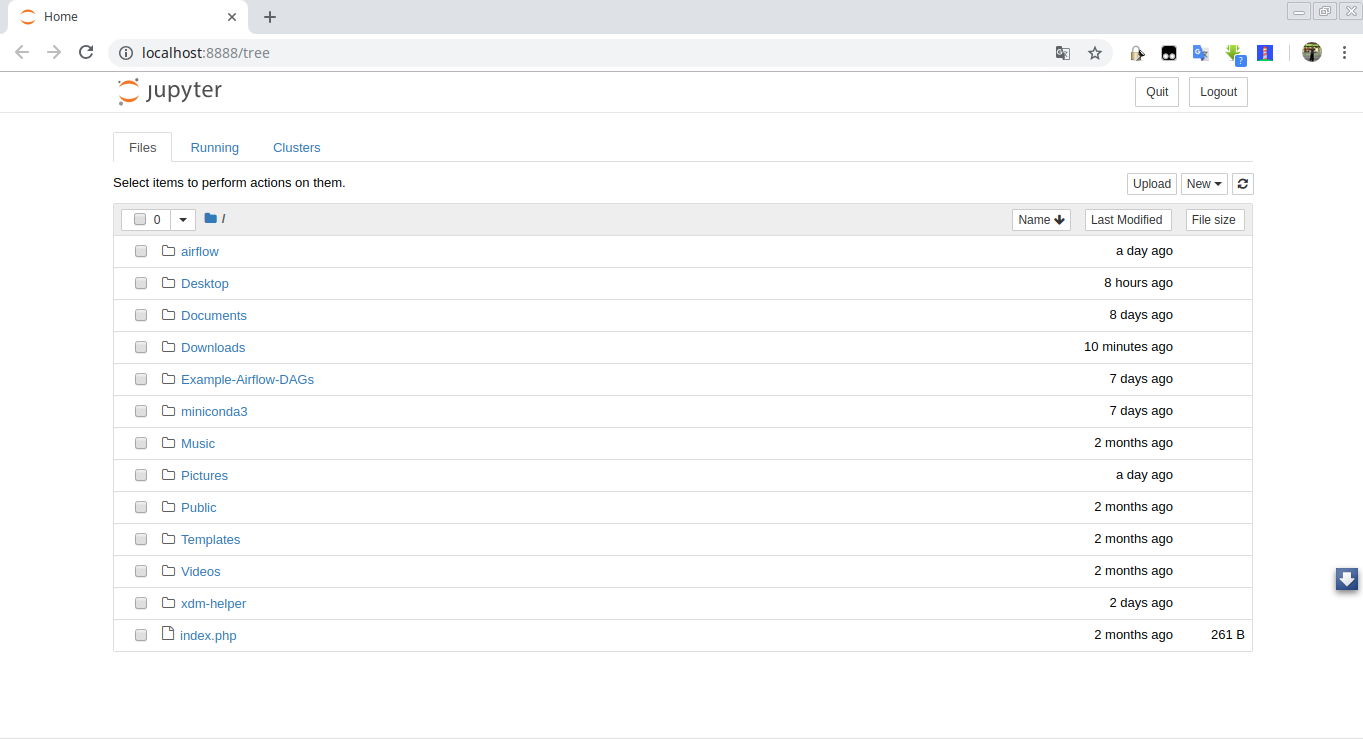 Home
localhost:8888/tree
jupyter
Quit Logout
Files Running Clusters
Select items to perform actions on them.
Upload New
0 / Name Last Modified File size
airflow a day ago
Desktop 8 hours ago
Documents 8 days ago
Downloads 10 minutes ago
Example-Airflow-DAGs 7 days ago
miniconda3 7 days ago
Music 2 months ago
Pictures a day ago
Public 2 months ago
Templates 2 months ago
Videos 2 months ago
xdm-helper 2 days ago
index.php 2 months ago 261 B